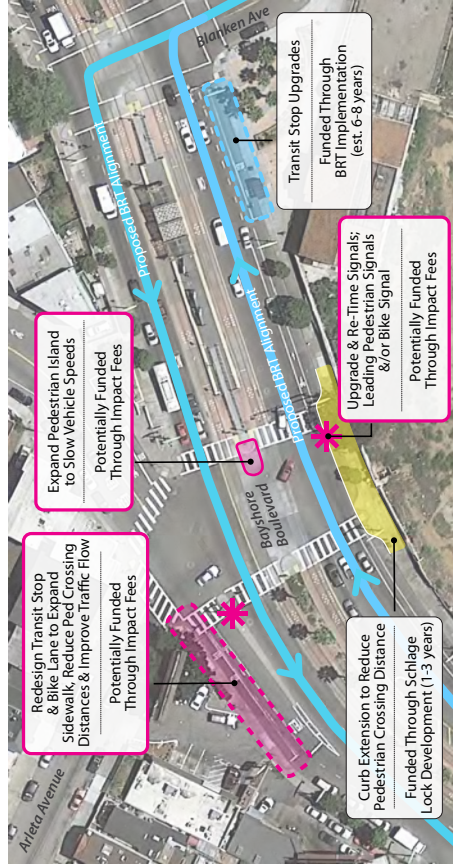 Arleta Avenue
Redesign Transit Stop
& Bike Lane to Expand
Sidewalk, Reduce Ped Crossing
Distances & Improve Traffic Flow
Potentially Funded
Through Impact Fees
Expand Pedestrian Island
to Slow Vehicle Speeds
Potentially Funded
Through Impact Fees
Proposed BRT Alignment
Blanken Ave
Bayshore
Boulevard
Proposed BRT Alignment
Curb Extension to Reduce
Pedestrian Crossing Distance
Funded Through Schlage
Lock Development (1-3 years)
Upgrade & Re-Time Signals;
Leading Pedestrian Signals
&/or Bike Signal
Potentially Funded
Through Impact Fees
Transit Stop Upgrades
Funded Through
BRT Implementation
(est. 6-8 years)